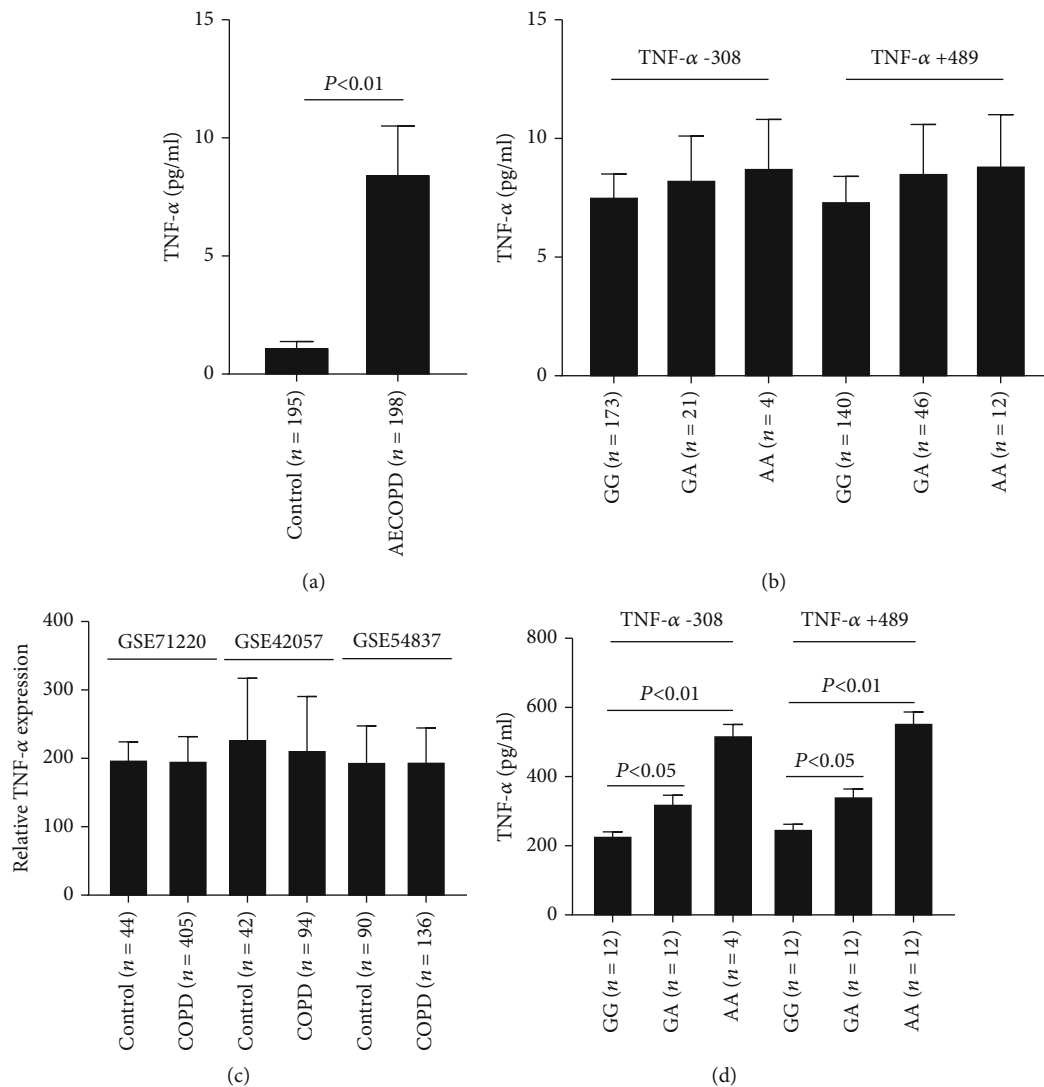 15
10
5
0
TNF-α (pg/ml)
P<0.01
Control (n = 195)
AECOPD (n = 198)
(a)
15
10
5
0
TNF-α (pg/ml)
TNF-α -308
TNF-α +489
GG (n = 173)
GA (n = 21)
AA (n = 4)
GG (n = 140)
GA (n = 46)
AA (n = 12)
(b)
400
300
200
100
0
Relative TNF-α expression
GSE71220
GSE42057
GSE54837
Control (n = 44)
COPD (n = 405)
Control (n = 42)
COPD (n = 94)
Control (n = 90)
COPD (n = 136)
(c)
800
600
400
200
0
TNF-α (pg/ml)
TNF-α -308
TNF-α +489
P<0.01
P<0.05
P<0.01
P<0.05
GG (n = 12)
GA (n = 12)
AA (n = 4)
GG (n = 12)
GA (n = 12)
AA (n = 12)
(d)